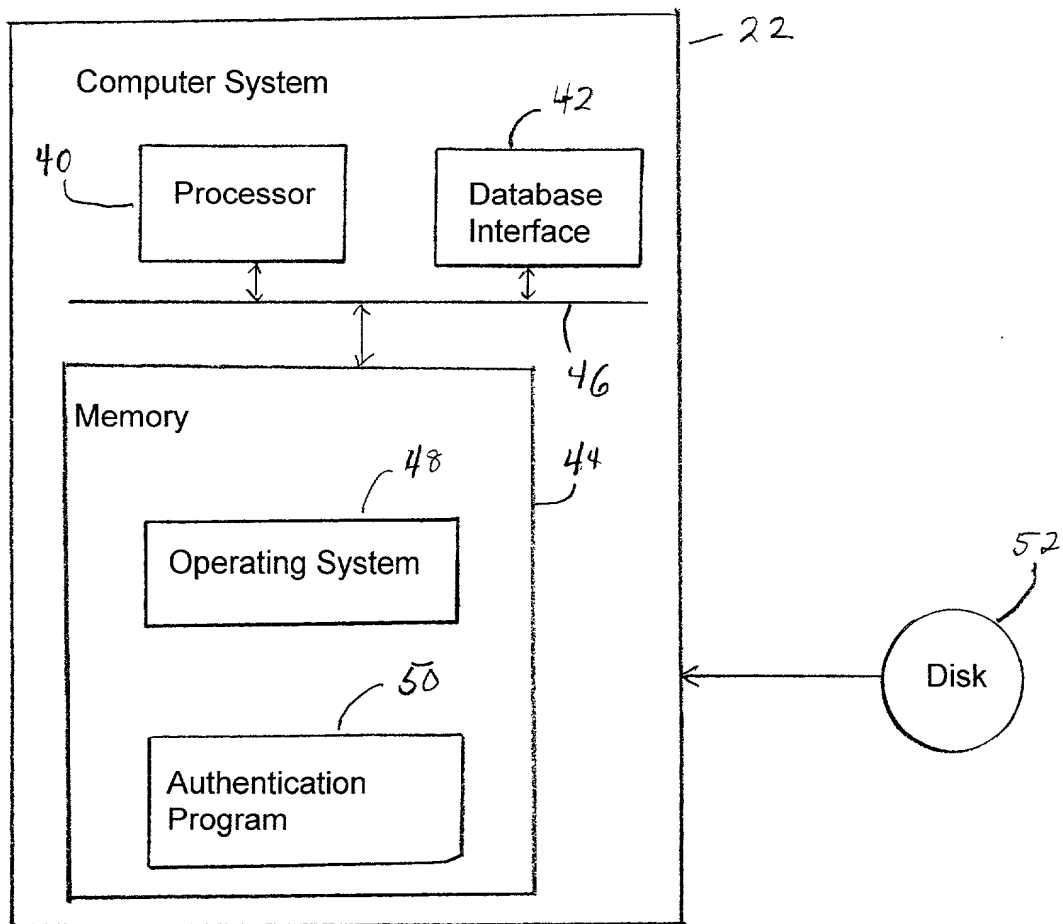 22
Computer System
42
40
Processor
Database
Interface
46
Memory
48
44
Operating System
52
Disk
50
Authentication
Program